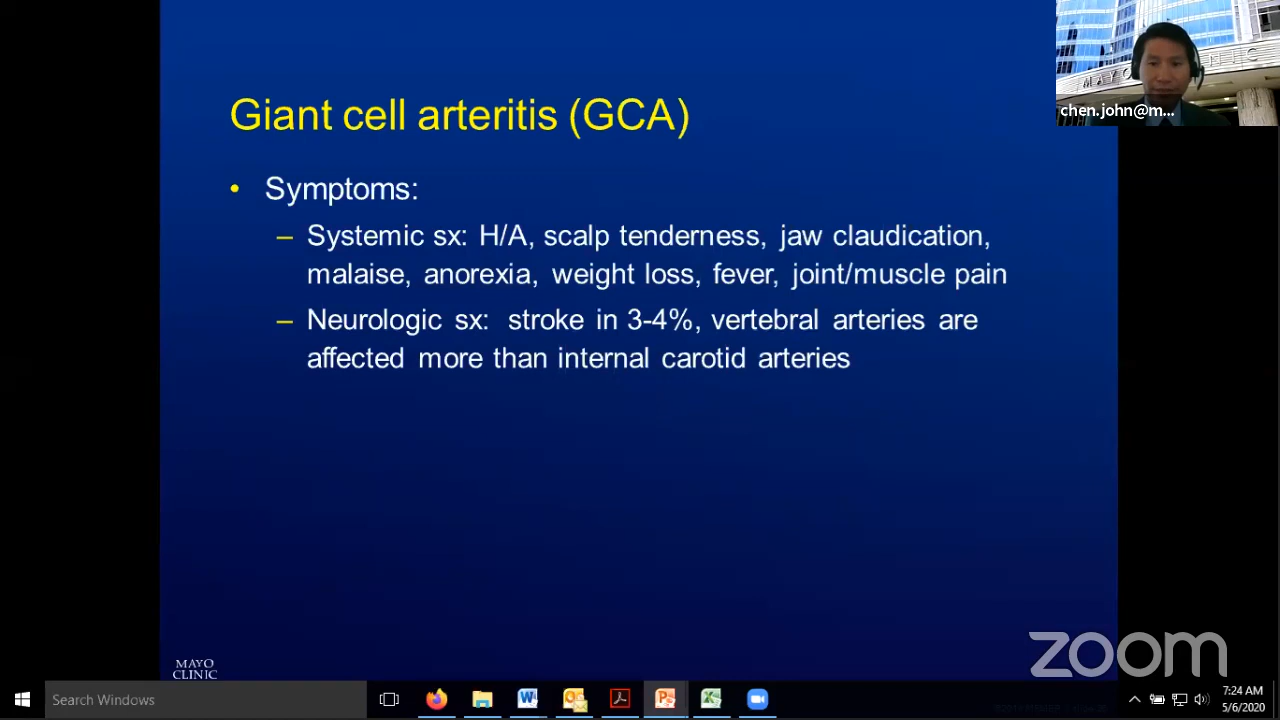 Giant cell arteritis (GCA)
• Symptoms:
– Systemic sx: H/A, scalp tenderness, jaw claudication,
malaise, anorexia, weight loss, fever, joint/muscle pain
– Neurologic sx: stroke in 3-4%, vertebral arteries are
affected more than internal carotid arteries
chen.john@m...
MAYO
CLINIC
zoom
Search Windows
7:24 AM
5/6/2020